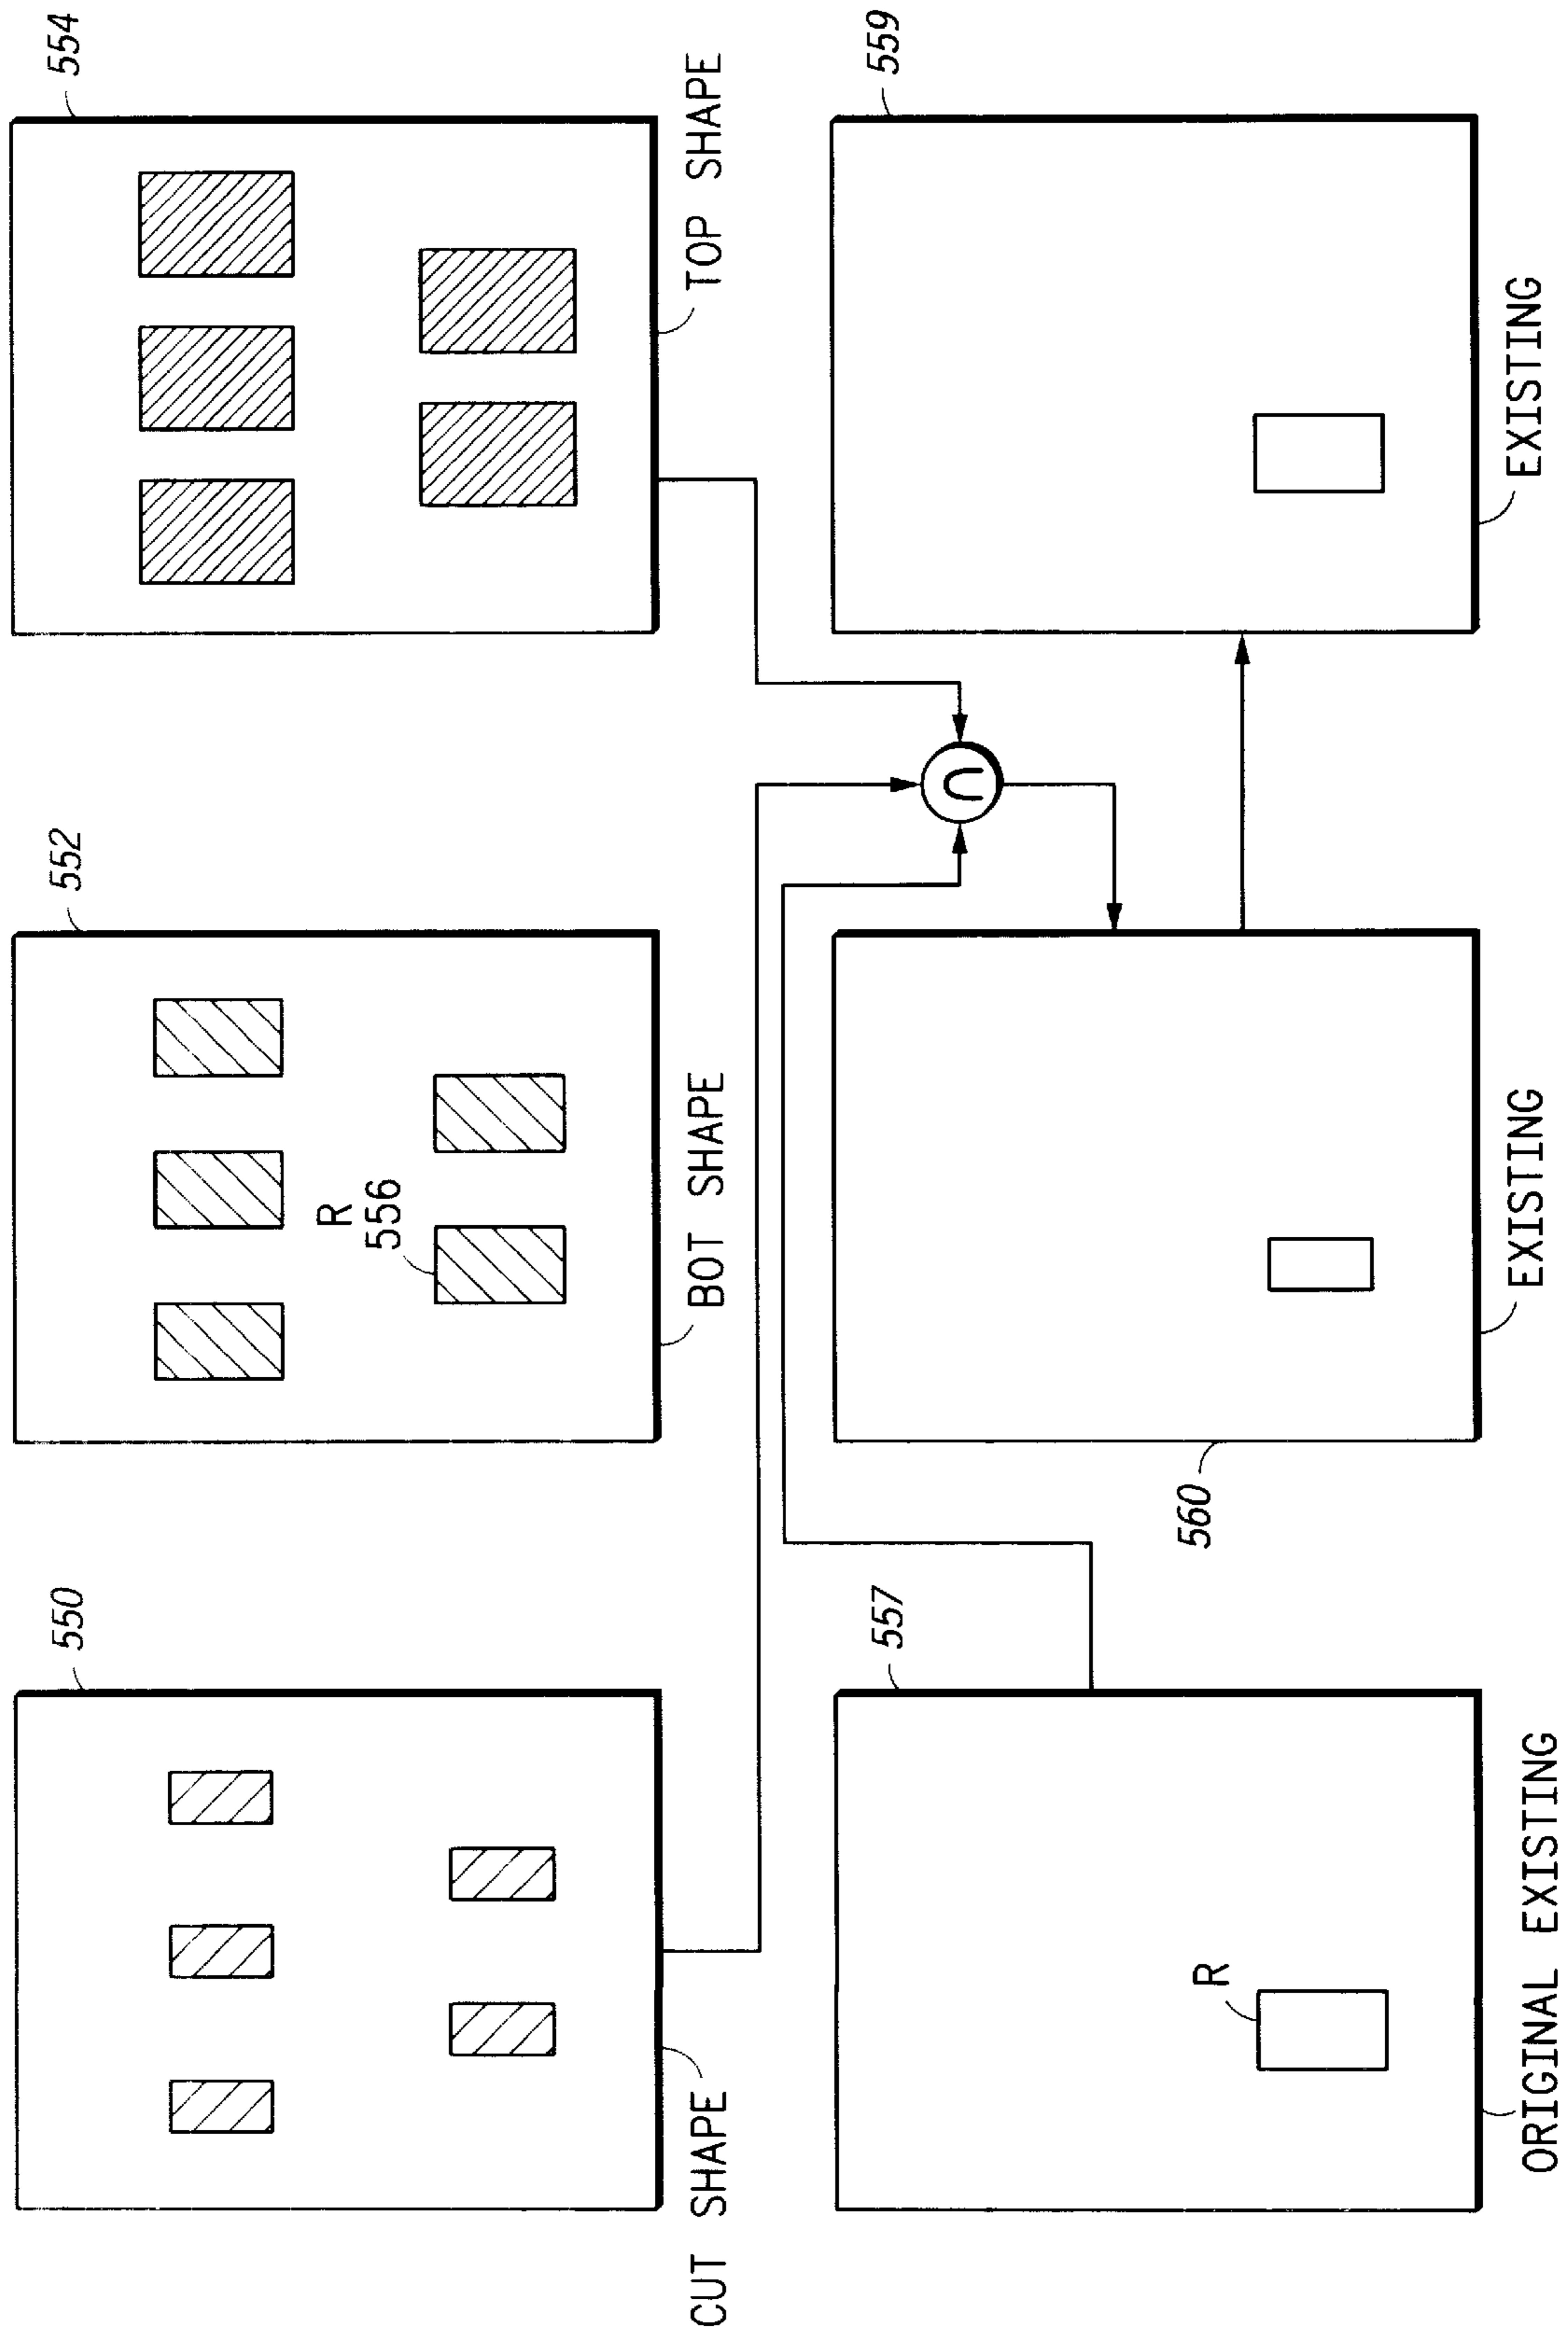 550
552
554
R
556
CUT SHAPE
BOT SHAPE
TOP SHAPE
U
557
560
559
R
ORIGINAL EXISTING
EXISTING
EXISTING